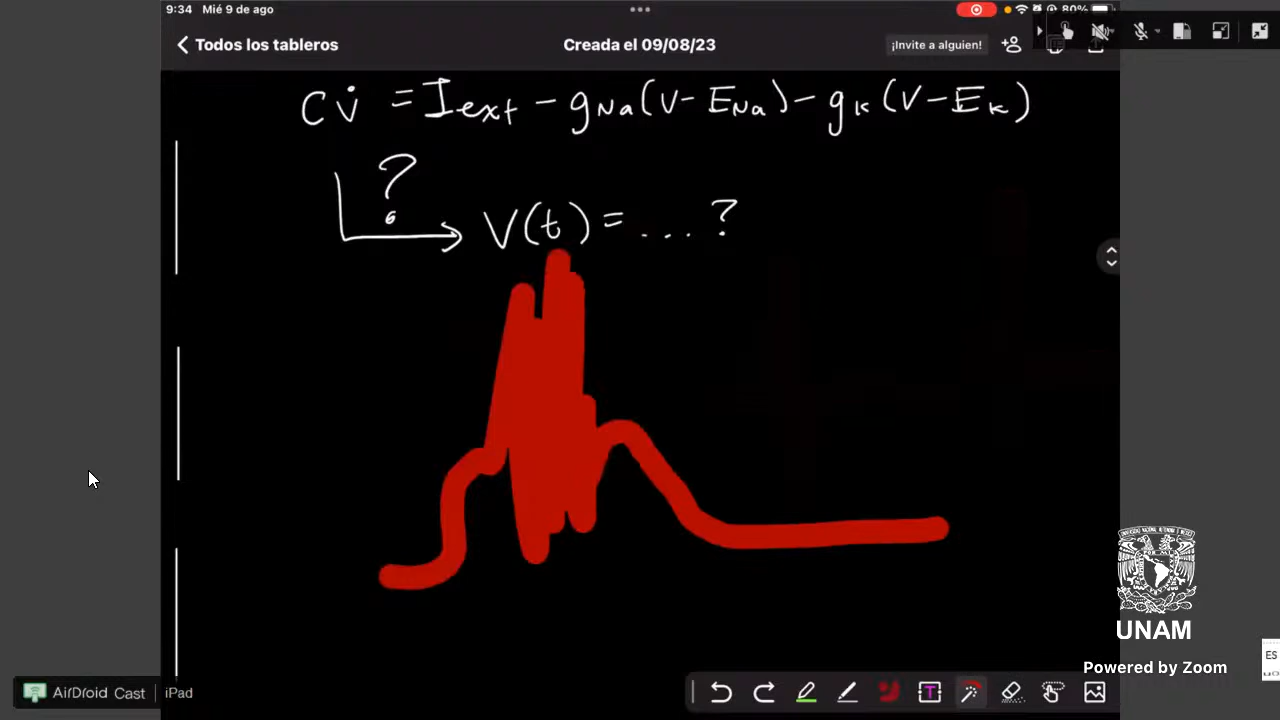 9:34 Mié 9 de ago
80%
Todos los tableros
Creada el 09/08/23
¡Invite a alguien!
CV̇ = Iext - gNa(V-ENa) - gK(V-EK)
?
V(t) = ... ?
UNAM
Powered by Zoom
ES
AirDroid Cast
iPad
T